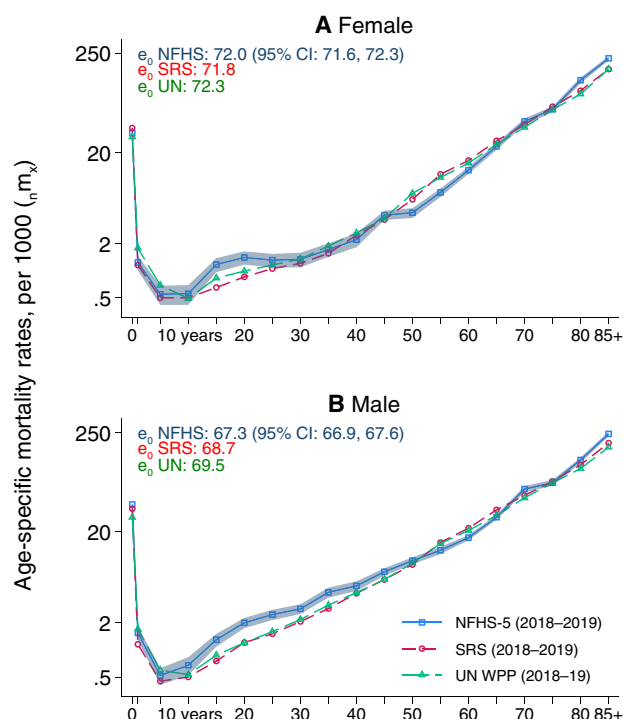 A Female
250
20
2
.5
e₀ NFHS: 72.0 (95% CI: 71.6, 72.3)
e₀ SRS: 71.8
e₀ UN: 72.3
0 10 years 20 30 40 50 60 70 80 85+
Age-specific mortality rates, per 1000 (ₙmₓ)
B Male
250
20
2
.5
e₀ NFHS: 67.3 (95% CI: 66.9, 67.6)
e₀ SRS: 68.7
e₀ UN: 69.5
NFHS-5 (2018–2019)
SRS (2018–2019)
UN WPP (2018–19)
0 10 years 20 30 40 50 60 70 80 85+